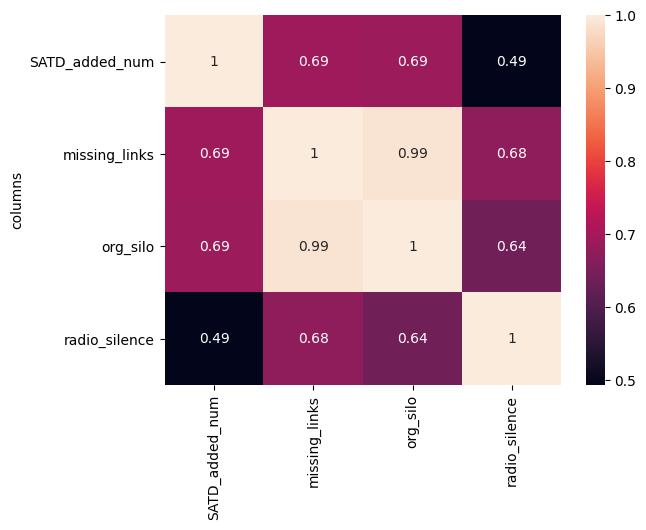 columns
SATD_added_num 1 0.69 0.69 0.49
missing_links 0.69 1 0.99 0.68
org_silo 0.69 0.99 1 0.64
radio_silence 0.49 0.68 0.64 1
SATD_added_num
missing_links
org_silo
radio_silence
1.0
0.9
0.8
0.7
0.6
0.5